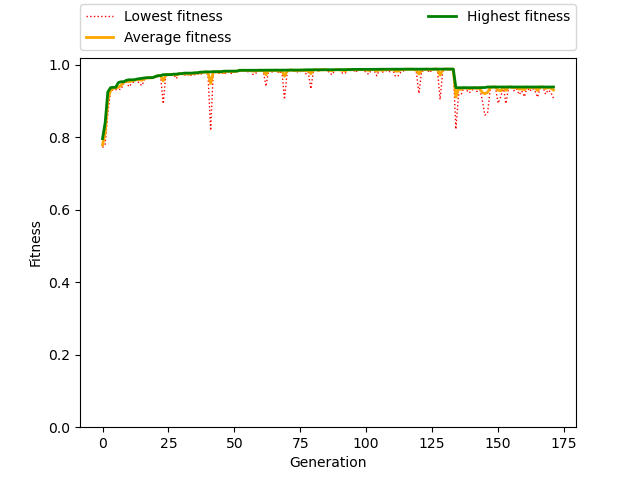 Lowest fitness
Highest fitness
Average fitness
1.0
0.8
0.6
0.4
0.2
0.0
Fitness
0 25 50 75 100 125 150 175
Generation